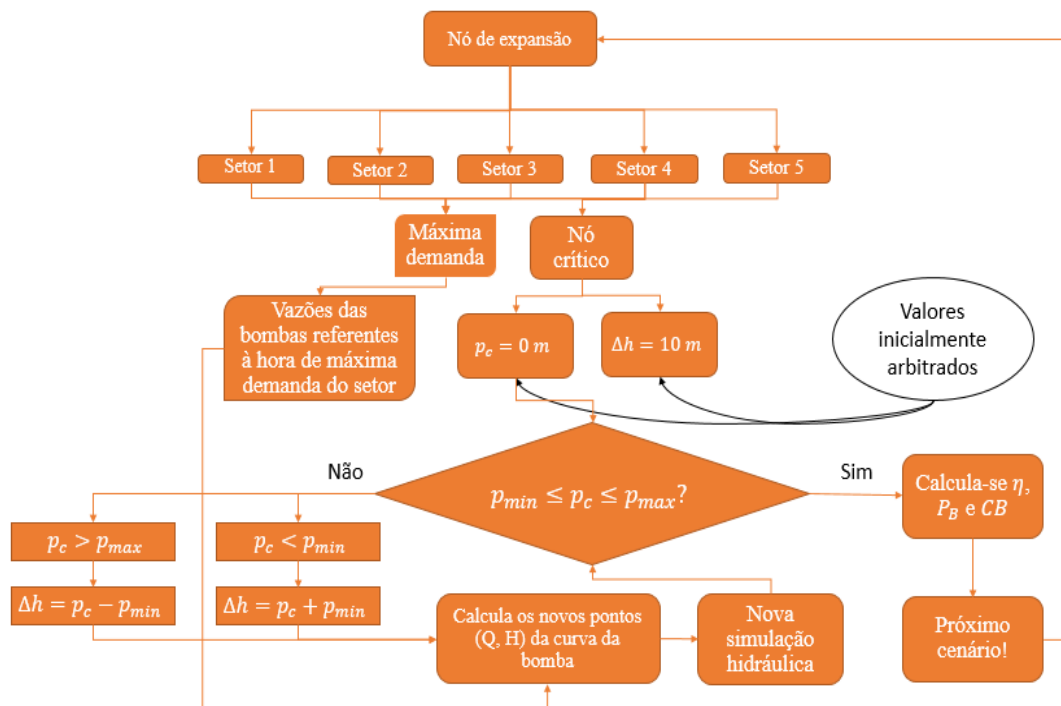 Nó de expansão
Setor 1
Setor 2
Setor 3
Setor 4
Setor 5
Máxima
demanda
Nó
crítico
Vazões das
bombas referentes
à hora de máxima
demanda do setor
p_c = 0 m
Δh = 10 m
Valores
inicialmente
arbitrados
Não
p_min ≤ p_c ≤ p_max?
Sim
Calcula-se η,
P_B e CB
p_c > p_max
p_c < p_min
Δh = p_c − p_min
Δh = p_c + p_min
Calcula os novos pontos
(Q, H) da curva da
bomba
Nova
simulação
hidráulica
Próximo
cenário!